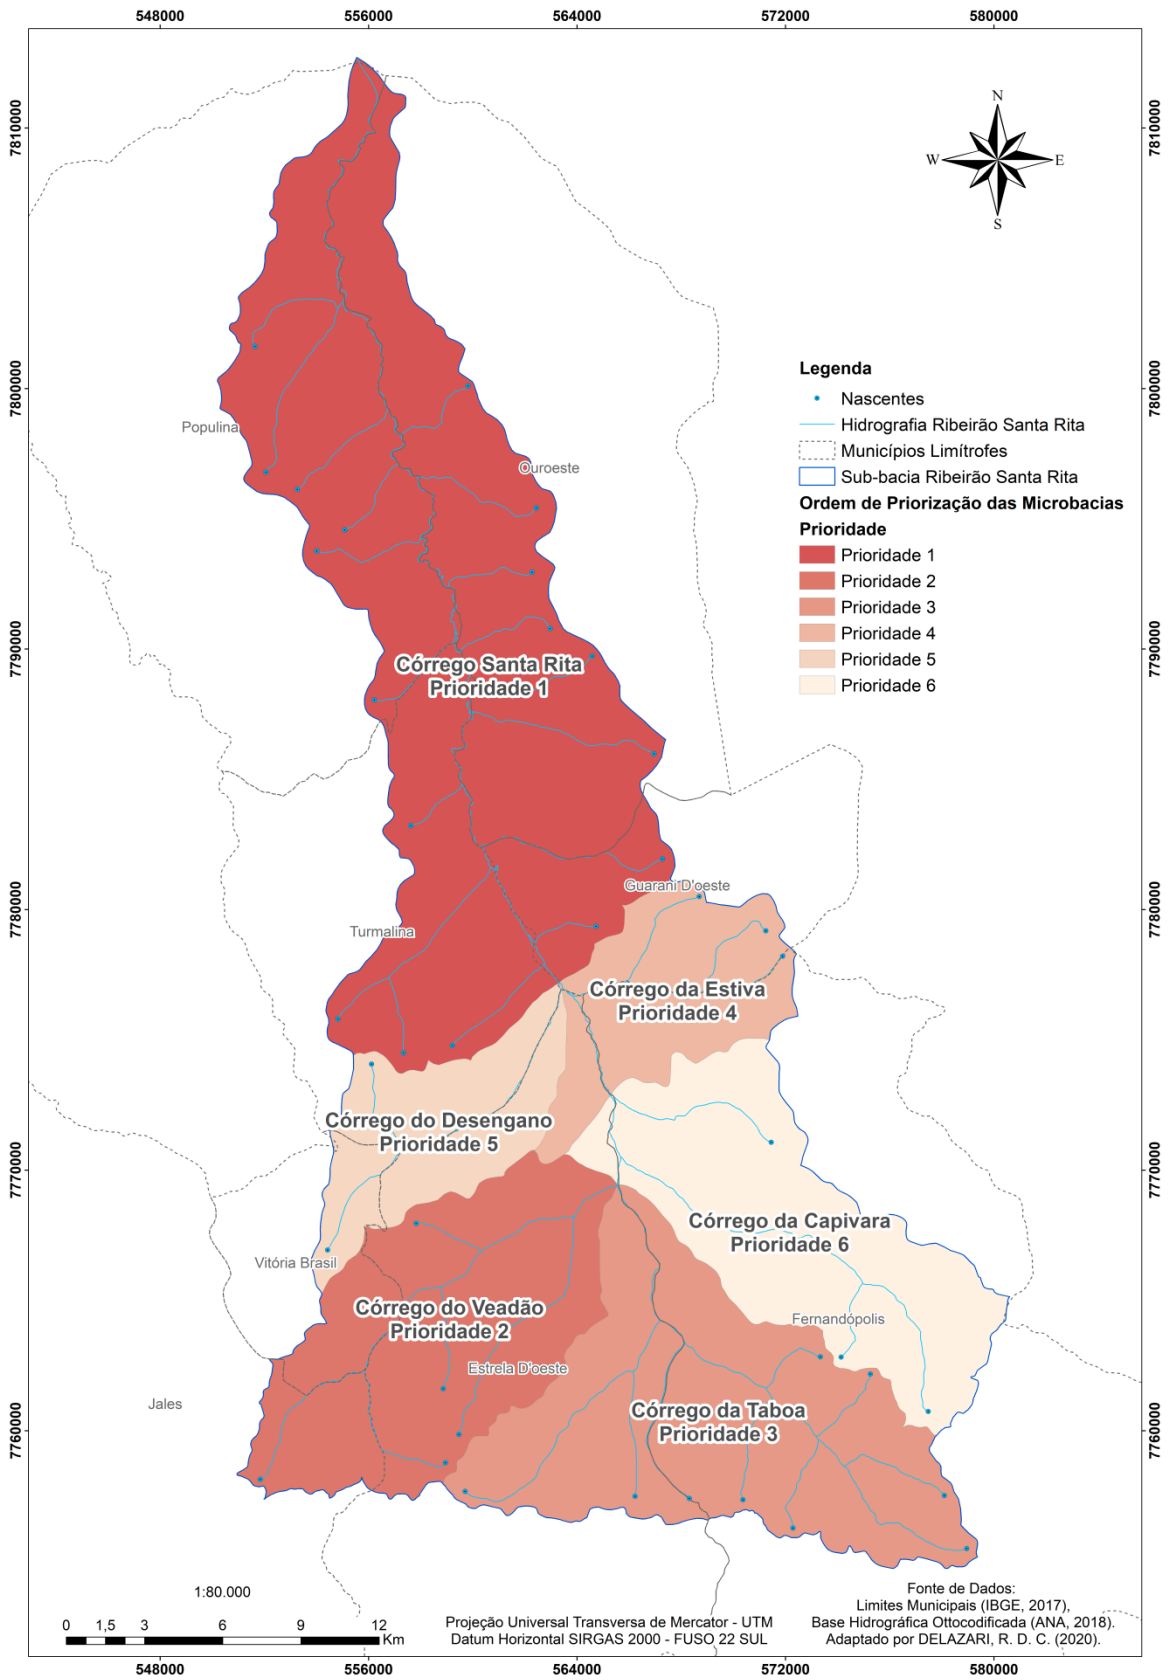 548000
556000
564000
572000
580000
7810000
7810000
N
W
E
S
7800000
7800000
Legenda
Nascentes
Hidrografia Ribeirão Santa Rita
Municípios Limítrofes
Sub-bacia Ribeirão Santa Rita
Ordem de Priorização das Microbacias
Prioridade
Prioridade 1
Prioridade 2
Prioridade 3
Prioridade 4
Prioridade 5
Prioridade 6
Populina
Ouroeste
7790000
7790000
Córrego Santa Rita
Prioridade 1
Guarani D'oeste
7780000
7780000
Turmalina
Córrego da Estiva
Prioridade 4
Córrego do Desengano
Prioridade 5
7770000
7770000
Córrego da Capivara
Prioridade 6
Vitória Brasil
Córrego do Veadão
Prioridade 2
Fernandópolis
Estrela D'oeste
Jales
Córrego da Taboa
Prioridade 3
7760000
7760000
1:80.000
0 1,5 3 6 9 12
Km
Projeção Universal Transversa de Mercator - UTM
Datum Horizontal SIRGAS 2000 - FUSO 22 SUL
Fonte de Dados:
Limites Municipais (IBGE, 2017),
Base Hidrográfica Ottocodificada (ANA, 2018).
Adaptado por DELAZARI, R. D. C. (2020).
548000
556000
564000
572000
580000